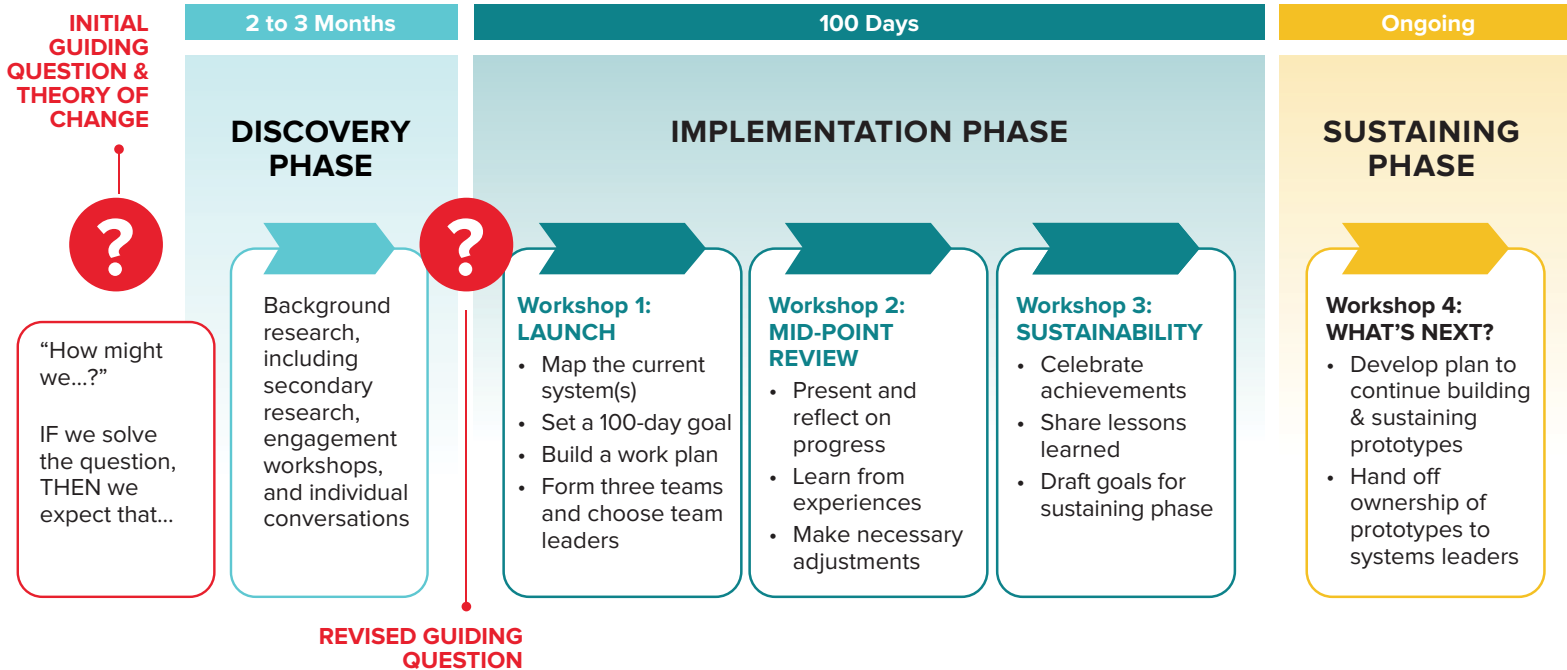 INITIAL
GUIDING
QUESTION &
THEORY OF
CHANGE
?
“How might
we...?”
IF we solve
the question,
THEN we
expect that...
2 to 3 Months
DISCOVERY
PHASE
Background
research,
including
secondary
research,
engagement
workshops,
and individual
conversations
?
REVISED GUIDING
QUESTION
100 Days
IMPLEMENTATION PHASE
Workshop 1:
LAUNCH
• Map the current
system(s)
• Set a 100-day goal
• Build a work plan
• Form three teams
and choose team
leaders
Workshop 2:
MID-POINT
REVIEW
• Present and
reflect on
progress
• Learn from
experiences
• Make necessary
adjustments
Workshop 3:
SUSTAINABILITY
• Celebrate
achievements
• Share lessons
learned
• Draft goals for
sustaining phase
Ongoing
SUSTAINING
PHASE
Workshop 4:
WHAT’S NEXT?
• Develop plan to
continue building
& sustaining
prototypes
• Hand off
ownership of
prototypes to
systems leaders